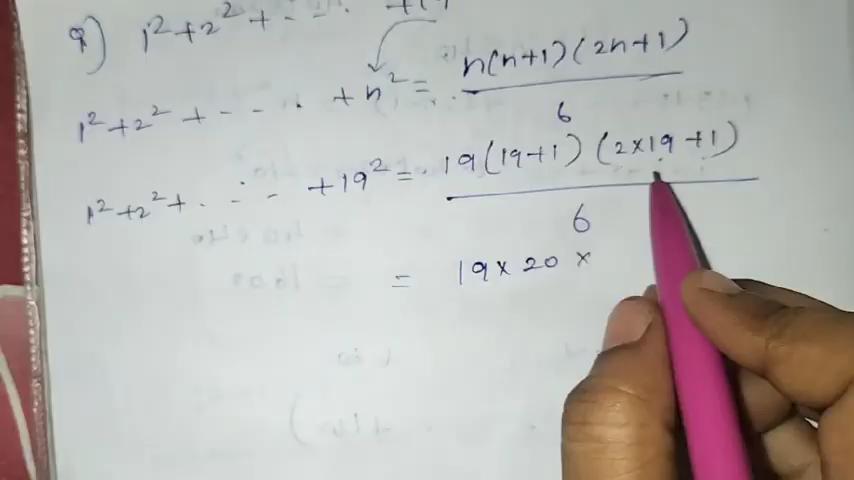 9) 1²+2²+ - - - . +19
1²+2²+ - - - . + n² = n(n+1)(2n+1) / 6
1²+2²+ . - - - +19² = 19(19+1)(2×19+1) / 6
= 19×20×